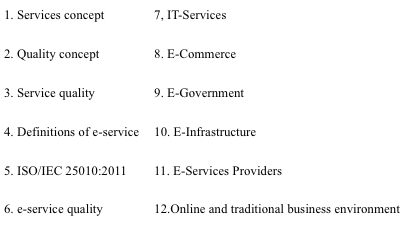 1. Services concept
2. Quality concept
3. Service quality
4. Definitions of e-service
5. ISO/IEC 25010:2011
6. e-service quality
7, IT-Services
8. E-Commerce
9. E-Government
10. E-Infrastructure
11. E-Services Providers
12.Online and traditional business environment